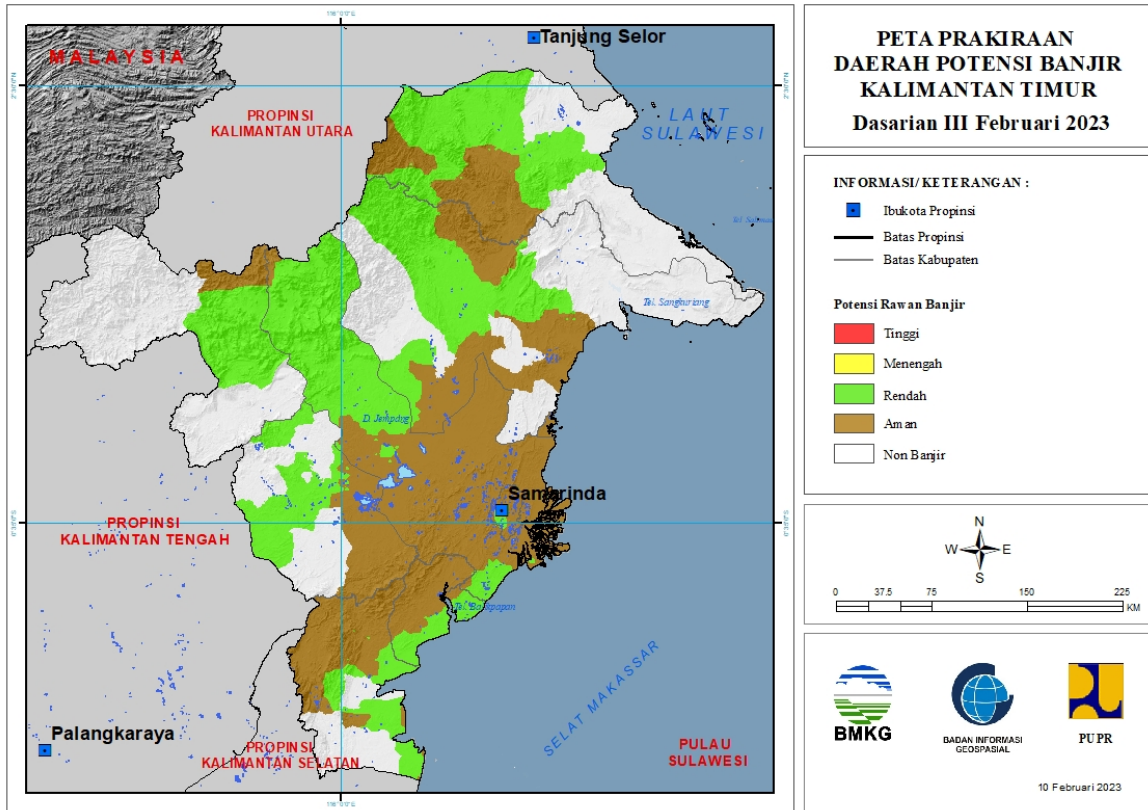 Tanjung Selor
MALAYSIA
PROPINSI
KALIMANTAN UTARA
LAUT
SULAWESI
Tel. Sangkuriang
D. Jempang
Samarinda
PROPINSI
KALIMANTAN TENGAH
Tel. Balikpapan
SELAT MAKASSAR
Palangkaraya
PROPINSI
KALIMANTAN SELATAN
PULAU
SULAWESI
PETA PRAKIRAAN
DAERAH POTENSI BANJIR
KALIMANTAN TIMUR
Dasarian III Februari 2023
INFORMASI/ KETERANGAN :
Ibukota Propinsi
Batas Propinsi
Batas Kabupaten
Potensi Rawan Banjir
Tinggi
Menengah
Rendah
Aman
Non Banjir
N
W E
S
0 37.5 75 150 225
KM
BMKG
BADAN INFORMASI
GEOSPASIAL
PUPR
10 Februari 2023